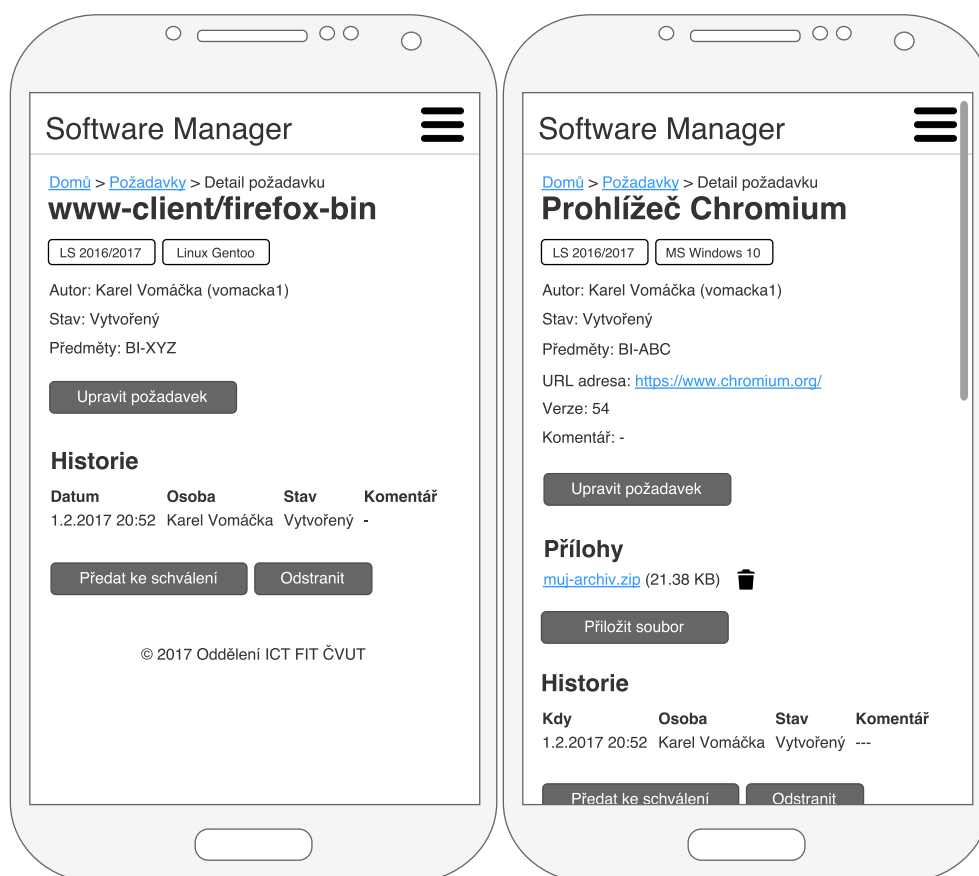 Software Manager
Domů > Požadavky > Detail požadavku
www-client/firefox-bin
LS 2016/2017 Linux Gentoo
Autor: Karel Vomáčka (vomacka1)
Stav: Vytvořený
Předměty: BI-XYZ
Upravit požadavek
Historie
Datum Osoba Stav Komentář
1.2.2017 20:52 Karel Vomáčka Vytvořený -
Předat ke schválení Odstranit
© 2017 Oddělení ICT FIT ČVUT
Software Manager
Domů > Požadavky > Detail požadavku
Prohlížeč Chromium
LS 2016/2017 MS Windows 10
Autor: Karel Vomáčka (vomacka1)
Stav: Vytvořený
Předměty: BI-ABC
URL adresa: https://www.chromium.org/
Verze: 54
Komentář: -
Upravit požadavek
Přílohy
muj-archiv.zip (21.38 KB)
Přiložit soubor
Historie
Kdy Osoba Stav Komentář
1.2.2017 20:52 Karel Vomáčka Vytvořený ---
Předat ke schválení Odstranit